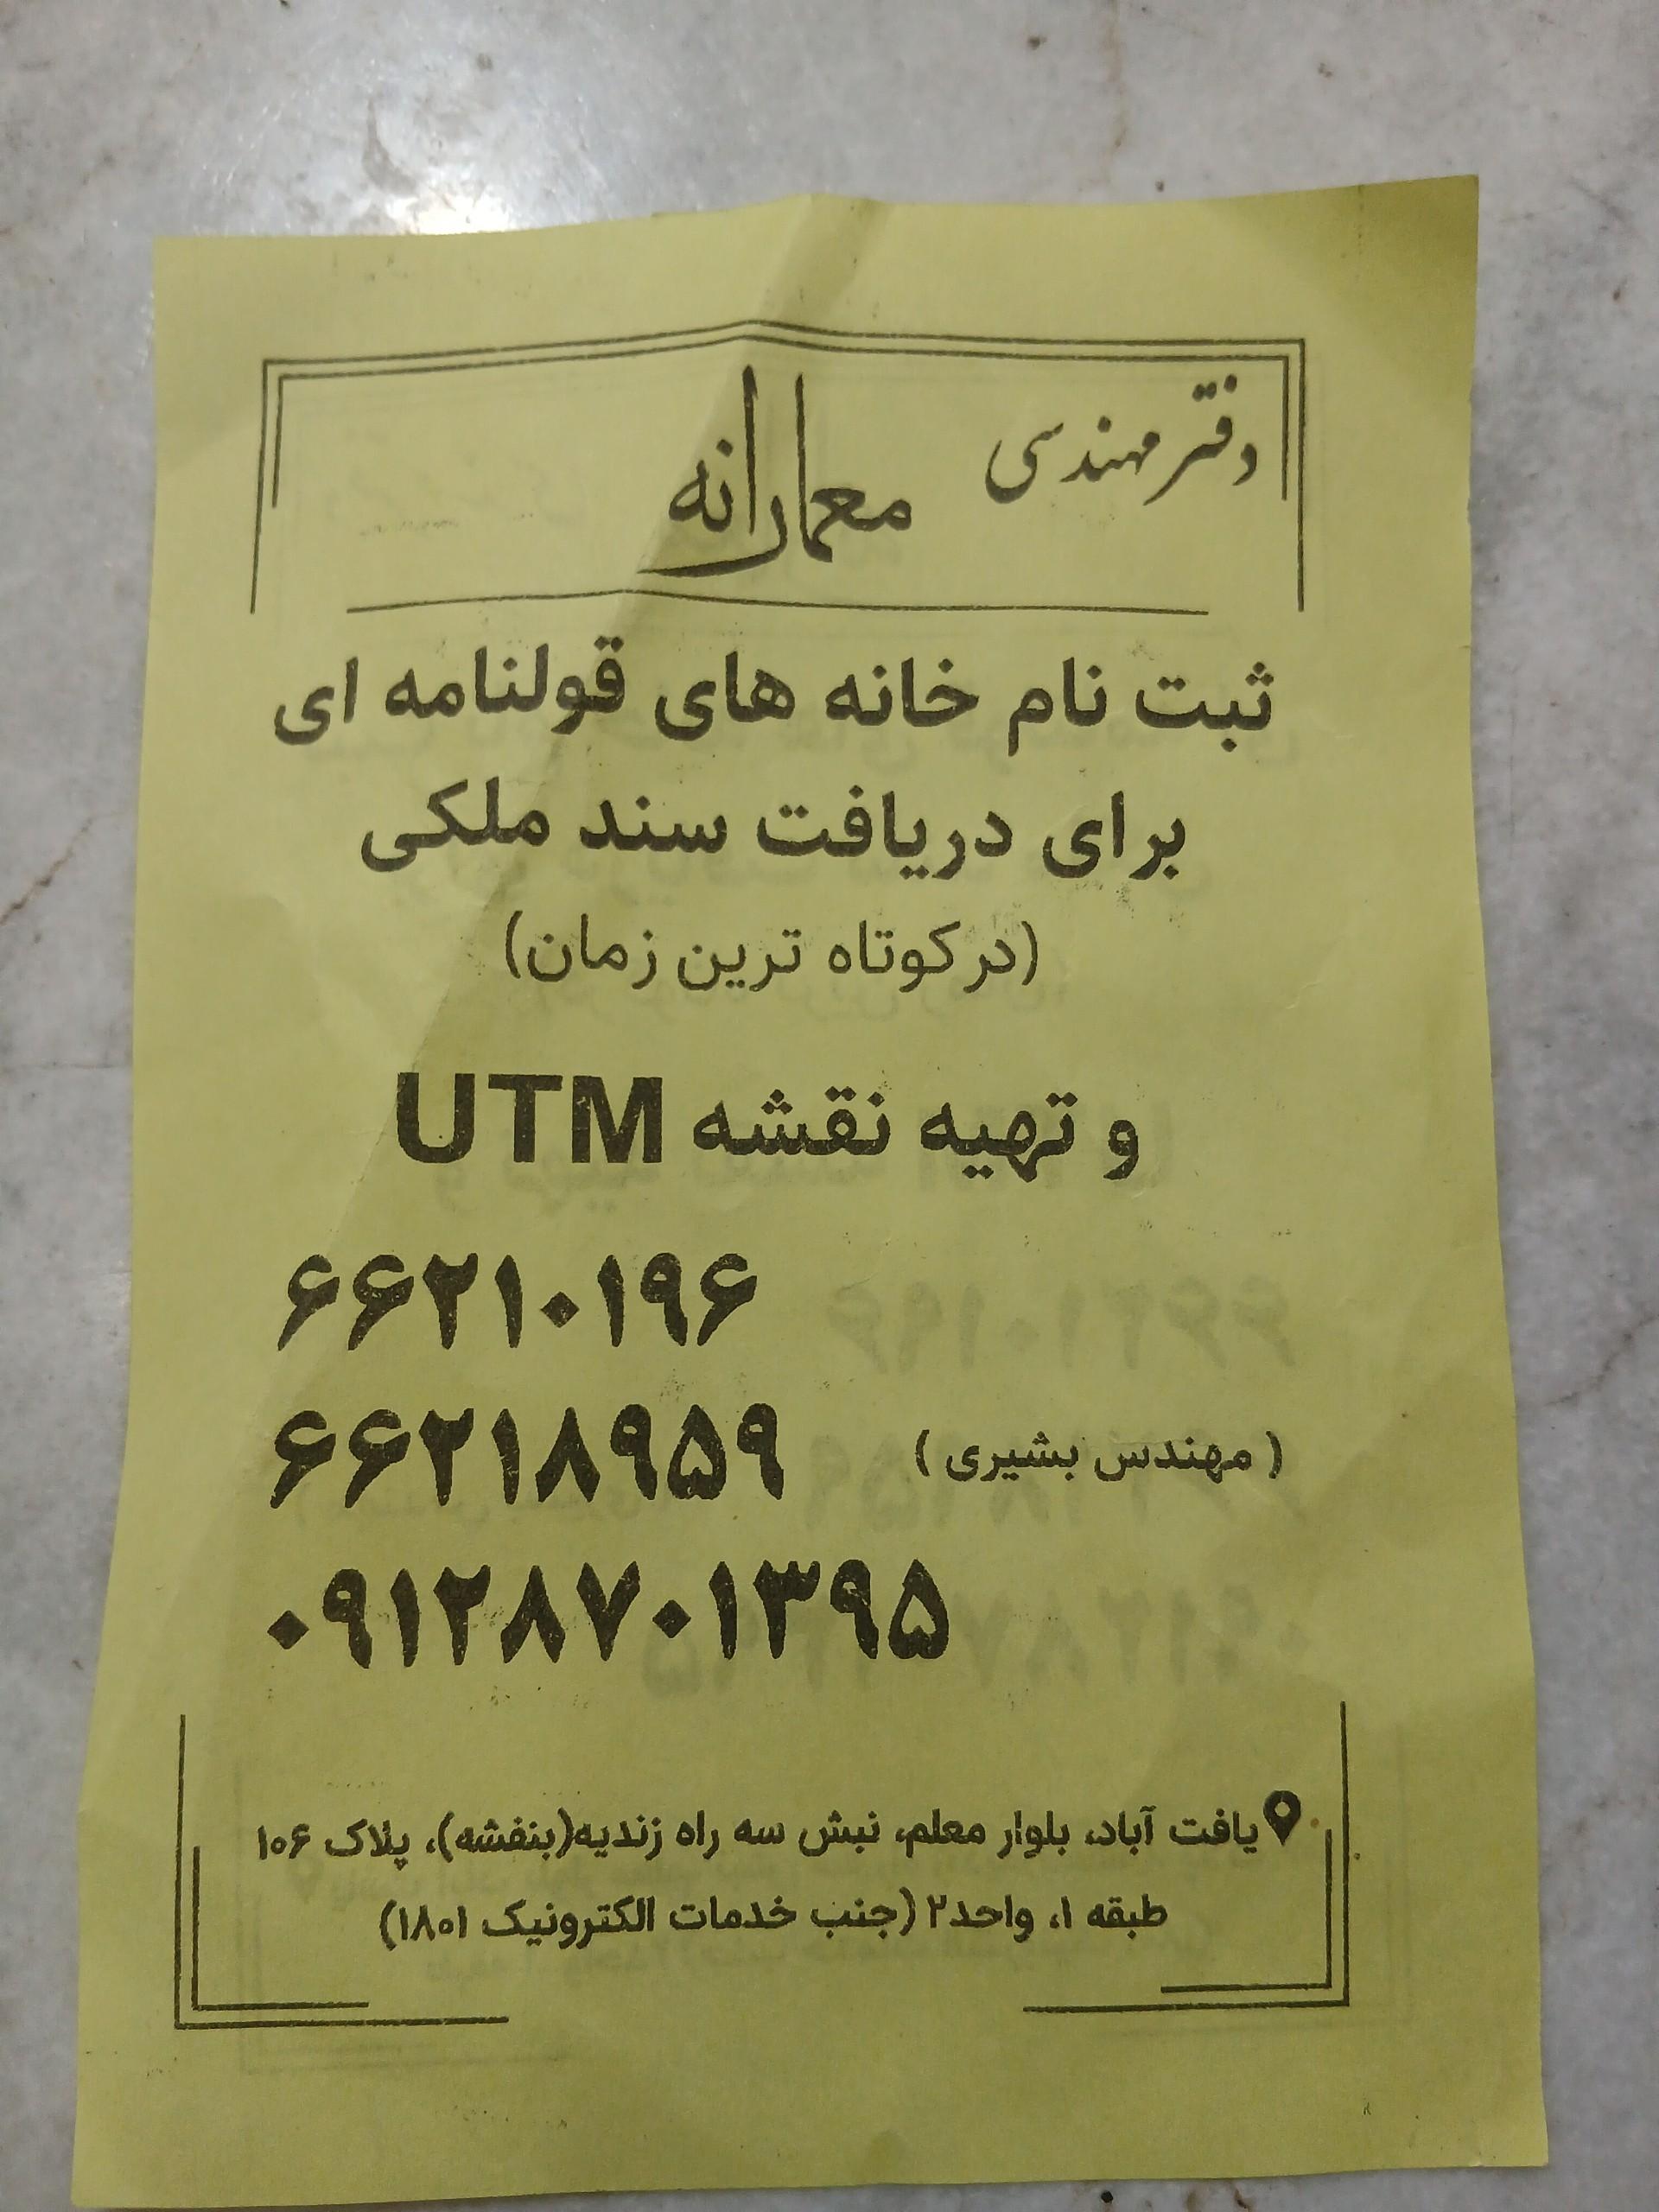 دفتر مهندسی معمارانه
ثبت نام خانه های قولنامه ای
برای دریافت سند ملکی
(در کوتاه ترین زمان)
و تهیه نقشه UTM
۶۶۲۱۰۱۹۶
(مهندس بشیری) ۶۶۲۱۸۹۵۹
۰۹۱۲۸۷۰۱۳۹۵
یافت آباد، بلوار معلم، نبش سه راه زندیه(بنفشه)، پلاک ۱۰۶
طبقه ۱، واحد۲ (جنب خدمات الکترونیک ۱۸۰۱)